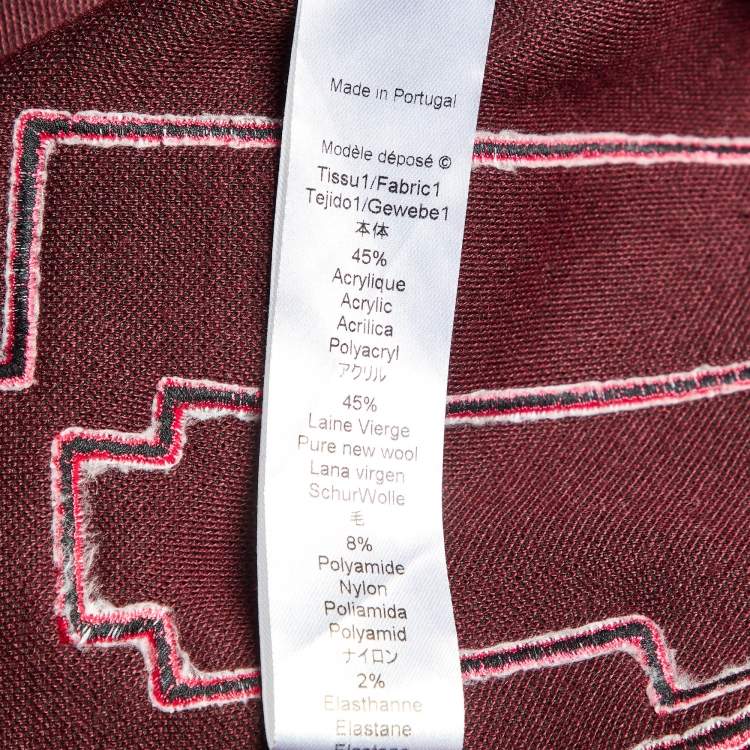 Made in Portugal
Modèle déposé ©
Tissu1/Fabric1
Tejido1/Gewebe1
本体
45%
Acrylique
Acrylic
Acrilica
Polyacryl
アクリル
45%
Laine Vierge
Pure new wool
Lana virgen
SchurWolle
毛
8%
Polyamide
Nylon
Poliamida
Polyamid
ナイロン
2%
Elasthanne
Elastane
Elastane